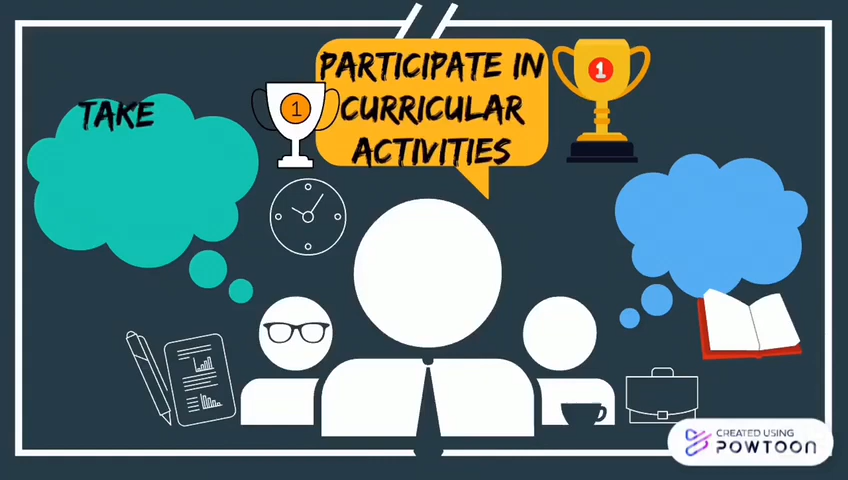 PARTICIPATE IN
CURRICULAR
ACTIVITIES
TAKE
1
1
CREATED USING
POWTOON